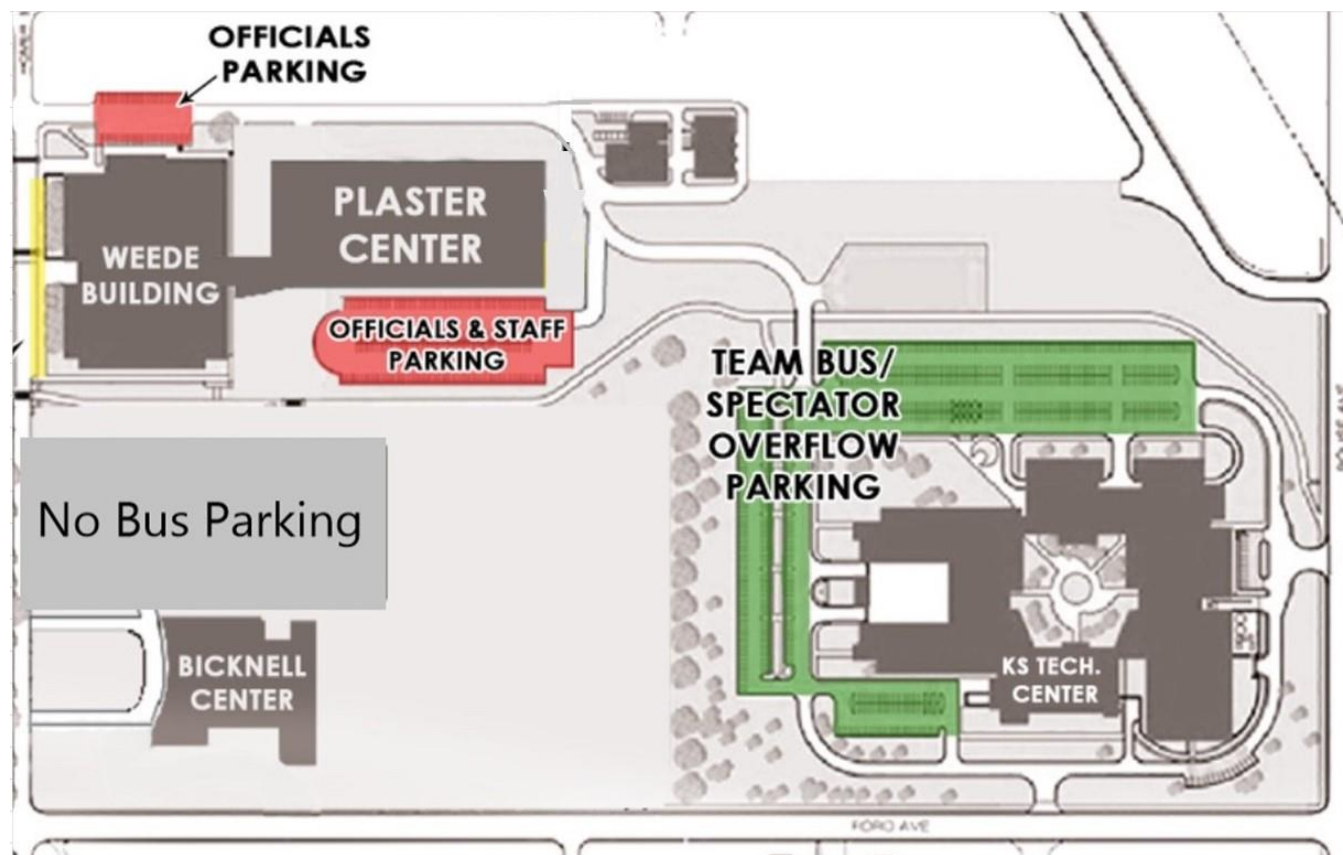 OFFICIALS
PARKING
PLASTER
CENTER
WEEDE
BUILDING
OFFICIALS & STAFF
PARKING
TEAM BUS/
SPECTATOR
OVERFLOW
PARKING
No Bus Parking
BICKNELL
CENTER
KS TECH.
CENTER
FORD AVE